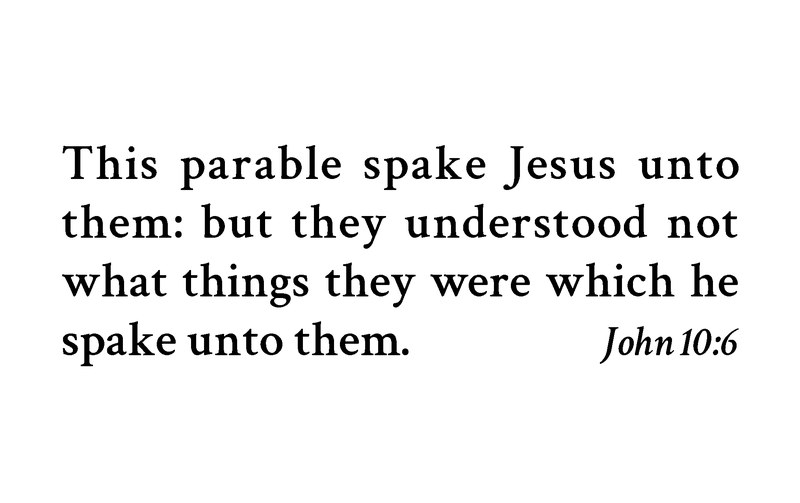 This parable spake Jesus unto
them: but they understood not
what things they were which he
spake unto them. John 10:6